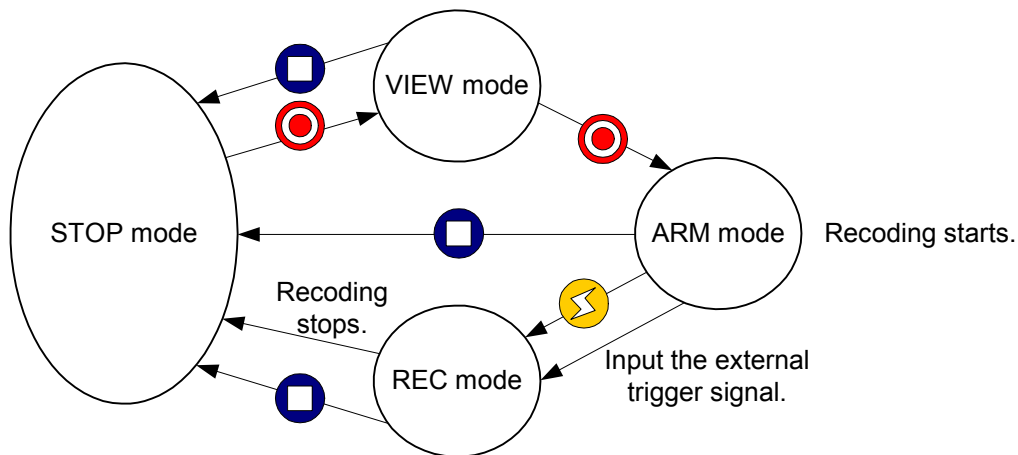 VIEW mode
STOP mode
ARM mode
Recoding starts.
Recoding
stops.
REC mode
Input the external
trigger signal.